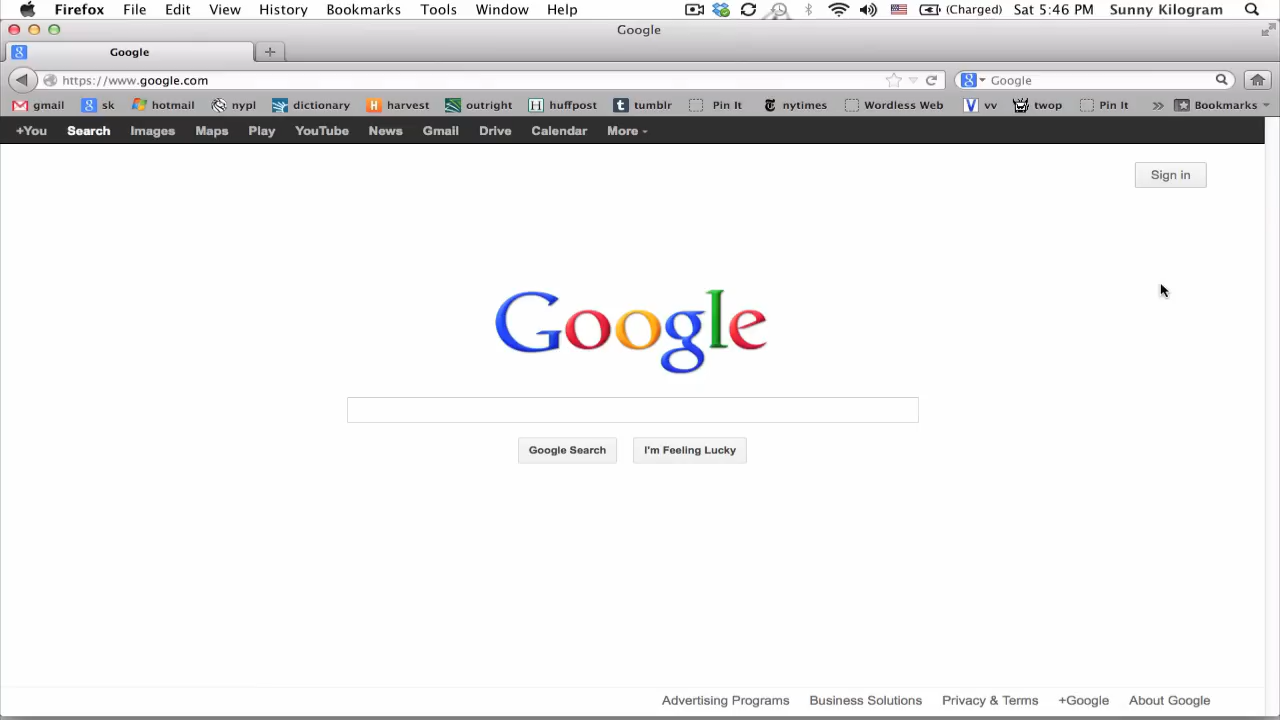 Firefox File Edit View History Bookmarks Tools Window Help (Charged) Sat 5:46 PM Sunny Kilogram
Google
Google
https://www.google.com Google
gmail sk hotmail nypl dictionary harvest outright huffpost tumblr Pin It nytimes Wordless Web vv twop Pin It » Bookmarks
+You Search Images Maps Play YouTube News Gmail Drive Calendar More
Sign in
Google
Google Search I'm Feeling Lucky
Advertising Programs Business Solutions Privacy & Terms +Google About Google